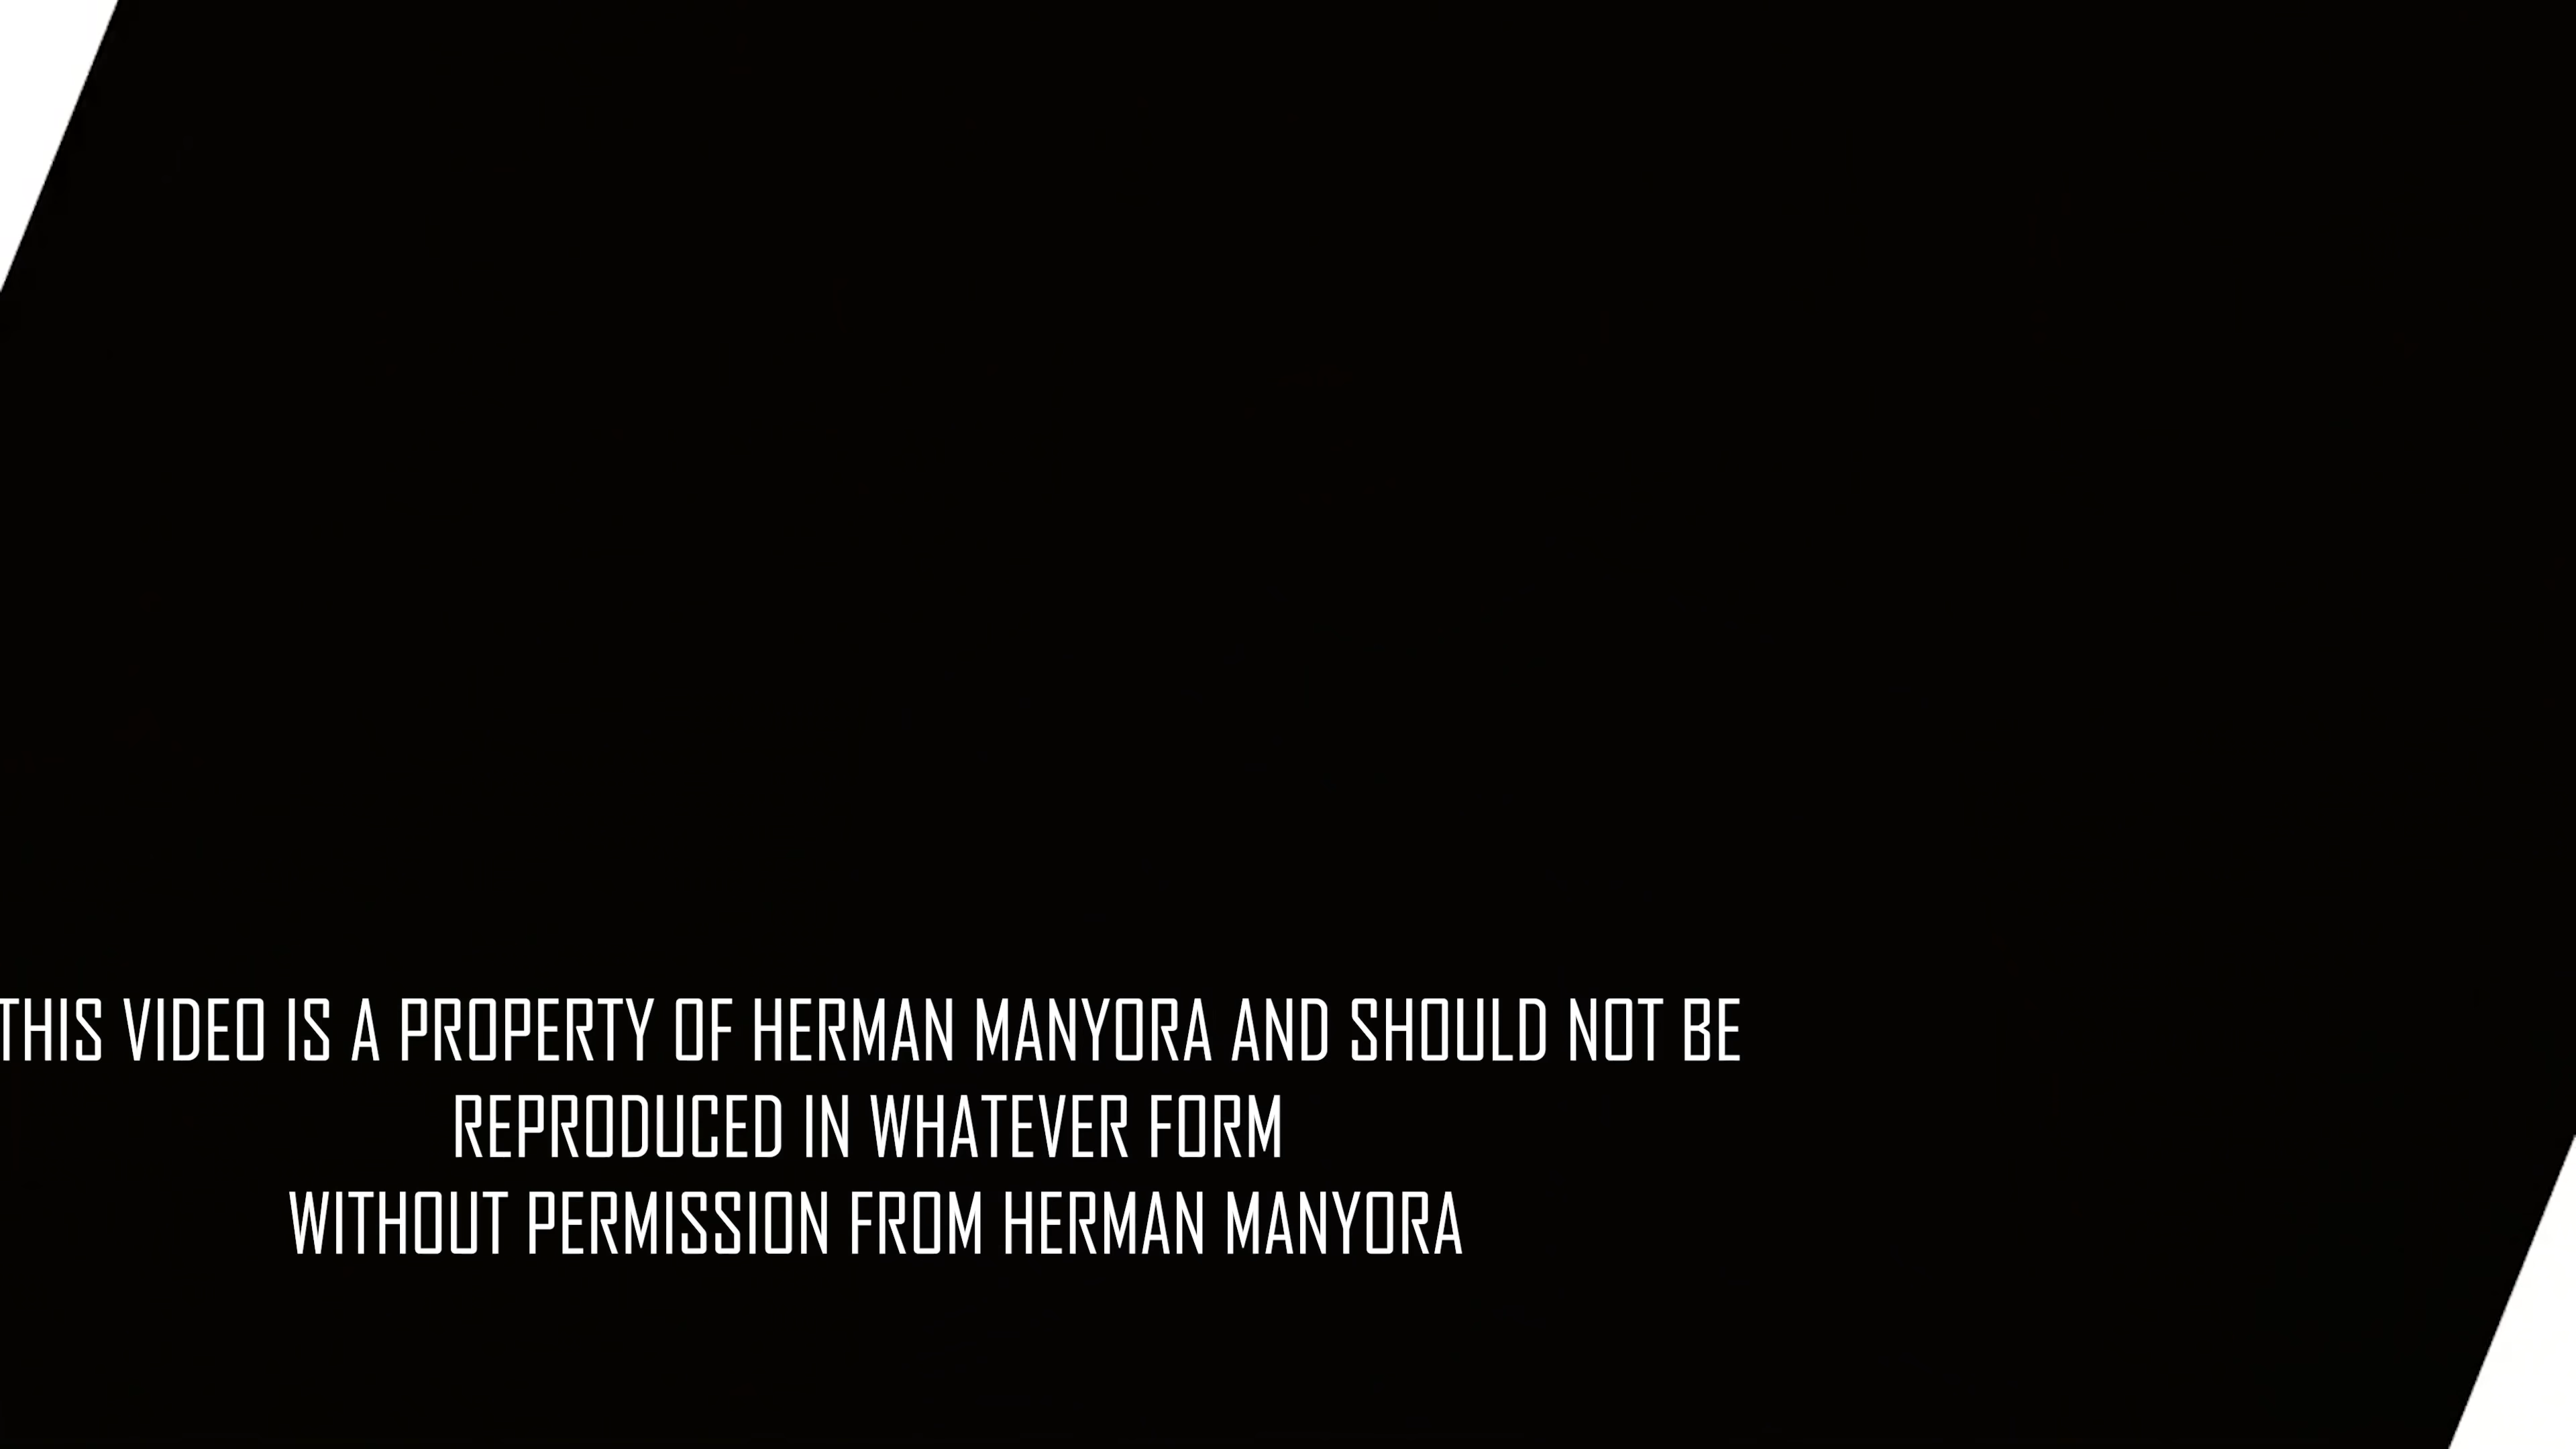 THIS VIDEO IS A PROPERTY OF HERMAN MANYORA AND SHOULD NOT BE
REPRODUCED IN WHATEVER FORM
WITHOUT PERMISSION FROM HERMAN MANYORA